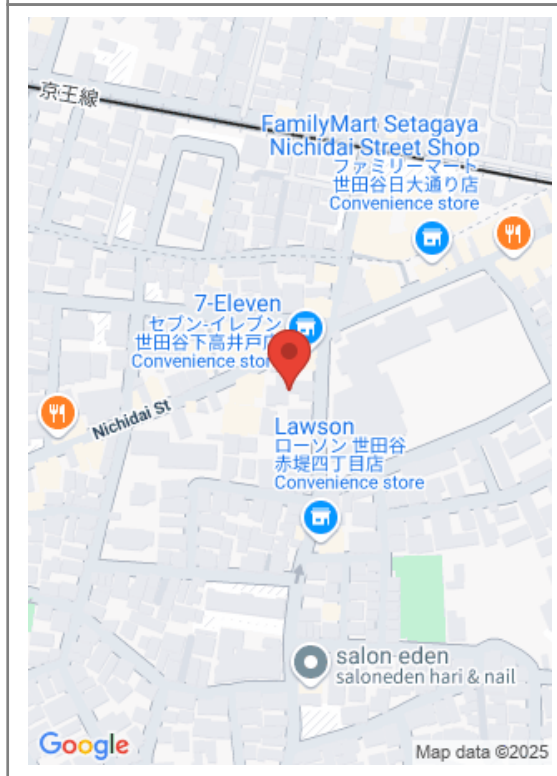 京王線
FamilyMart Setagaya
Nichidai Street Shop
ファミリーマート
世田谷日大通り店
Convenience store
7-Eleven
セブン-イレブン
世田谷下高井戸店
Convenience store
Nichidai St
Lawson
ローソン 世田谷
赤堤四丁目店
Convenience store
salon eden
saloneden hari & nail
Google
Map data ©2025